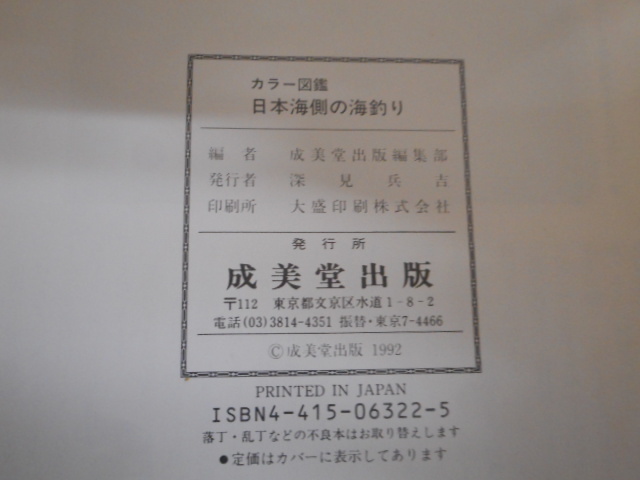 カラー図鑑
日本海側の海釣り
編 者 成美堂出版編集部
発行者 深見兵吉
印刷所 大盛印刷株式会社
発行所
成美堂出版
〒112 東京都文京区水道1-8-2
電話(03)3814-4351 振替・東京7-4466
©成美堂出版 1992
PRINTED IN JAPAN
ISBN4-415-06322-5
落丁・乱丁などの不良本はお取り替えします
●定価はカバーに表示してあります